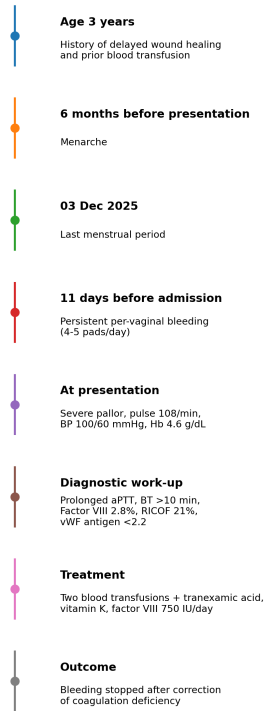 Age 3 years
History of delayed wound healing
and prior blood transfusion
6 months before presentation
Menarche
03 Dec 2025
Last menstrual period
11 days before admission
Persistent per-vaginal bleeding
(4-5 pads/day)
At presentation
Severe pallor, pulse 108/min,
BP 100/60 mmHg, Hb 4.6 g/dL
Diagnostic work-up
Prolonged aPTT, BT >10 min,
Factor VIII 2.8%, RICOF 21%,
vWF antigen <2.2
Treatment
Two blood transfusions + tranexamic acid,
vitamin K, factor VIII 750 IU/day
Outcome
Bleeding stopped after correction
of coagulation deficiency